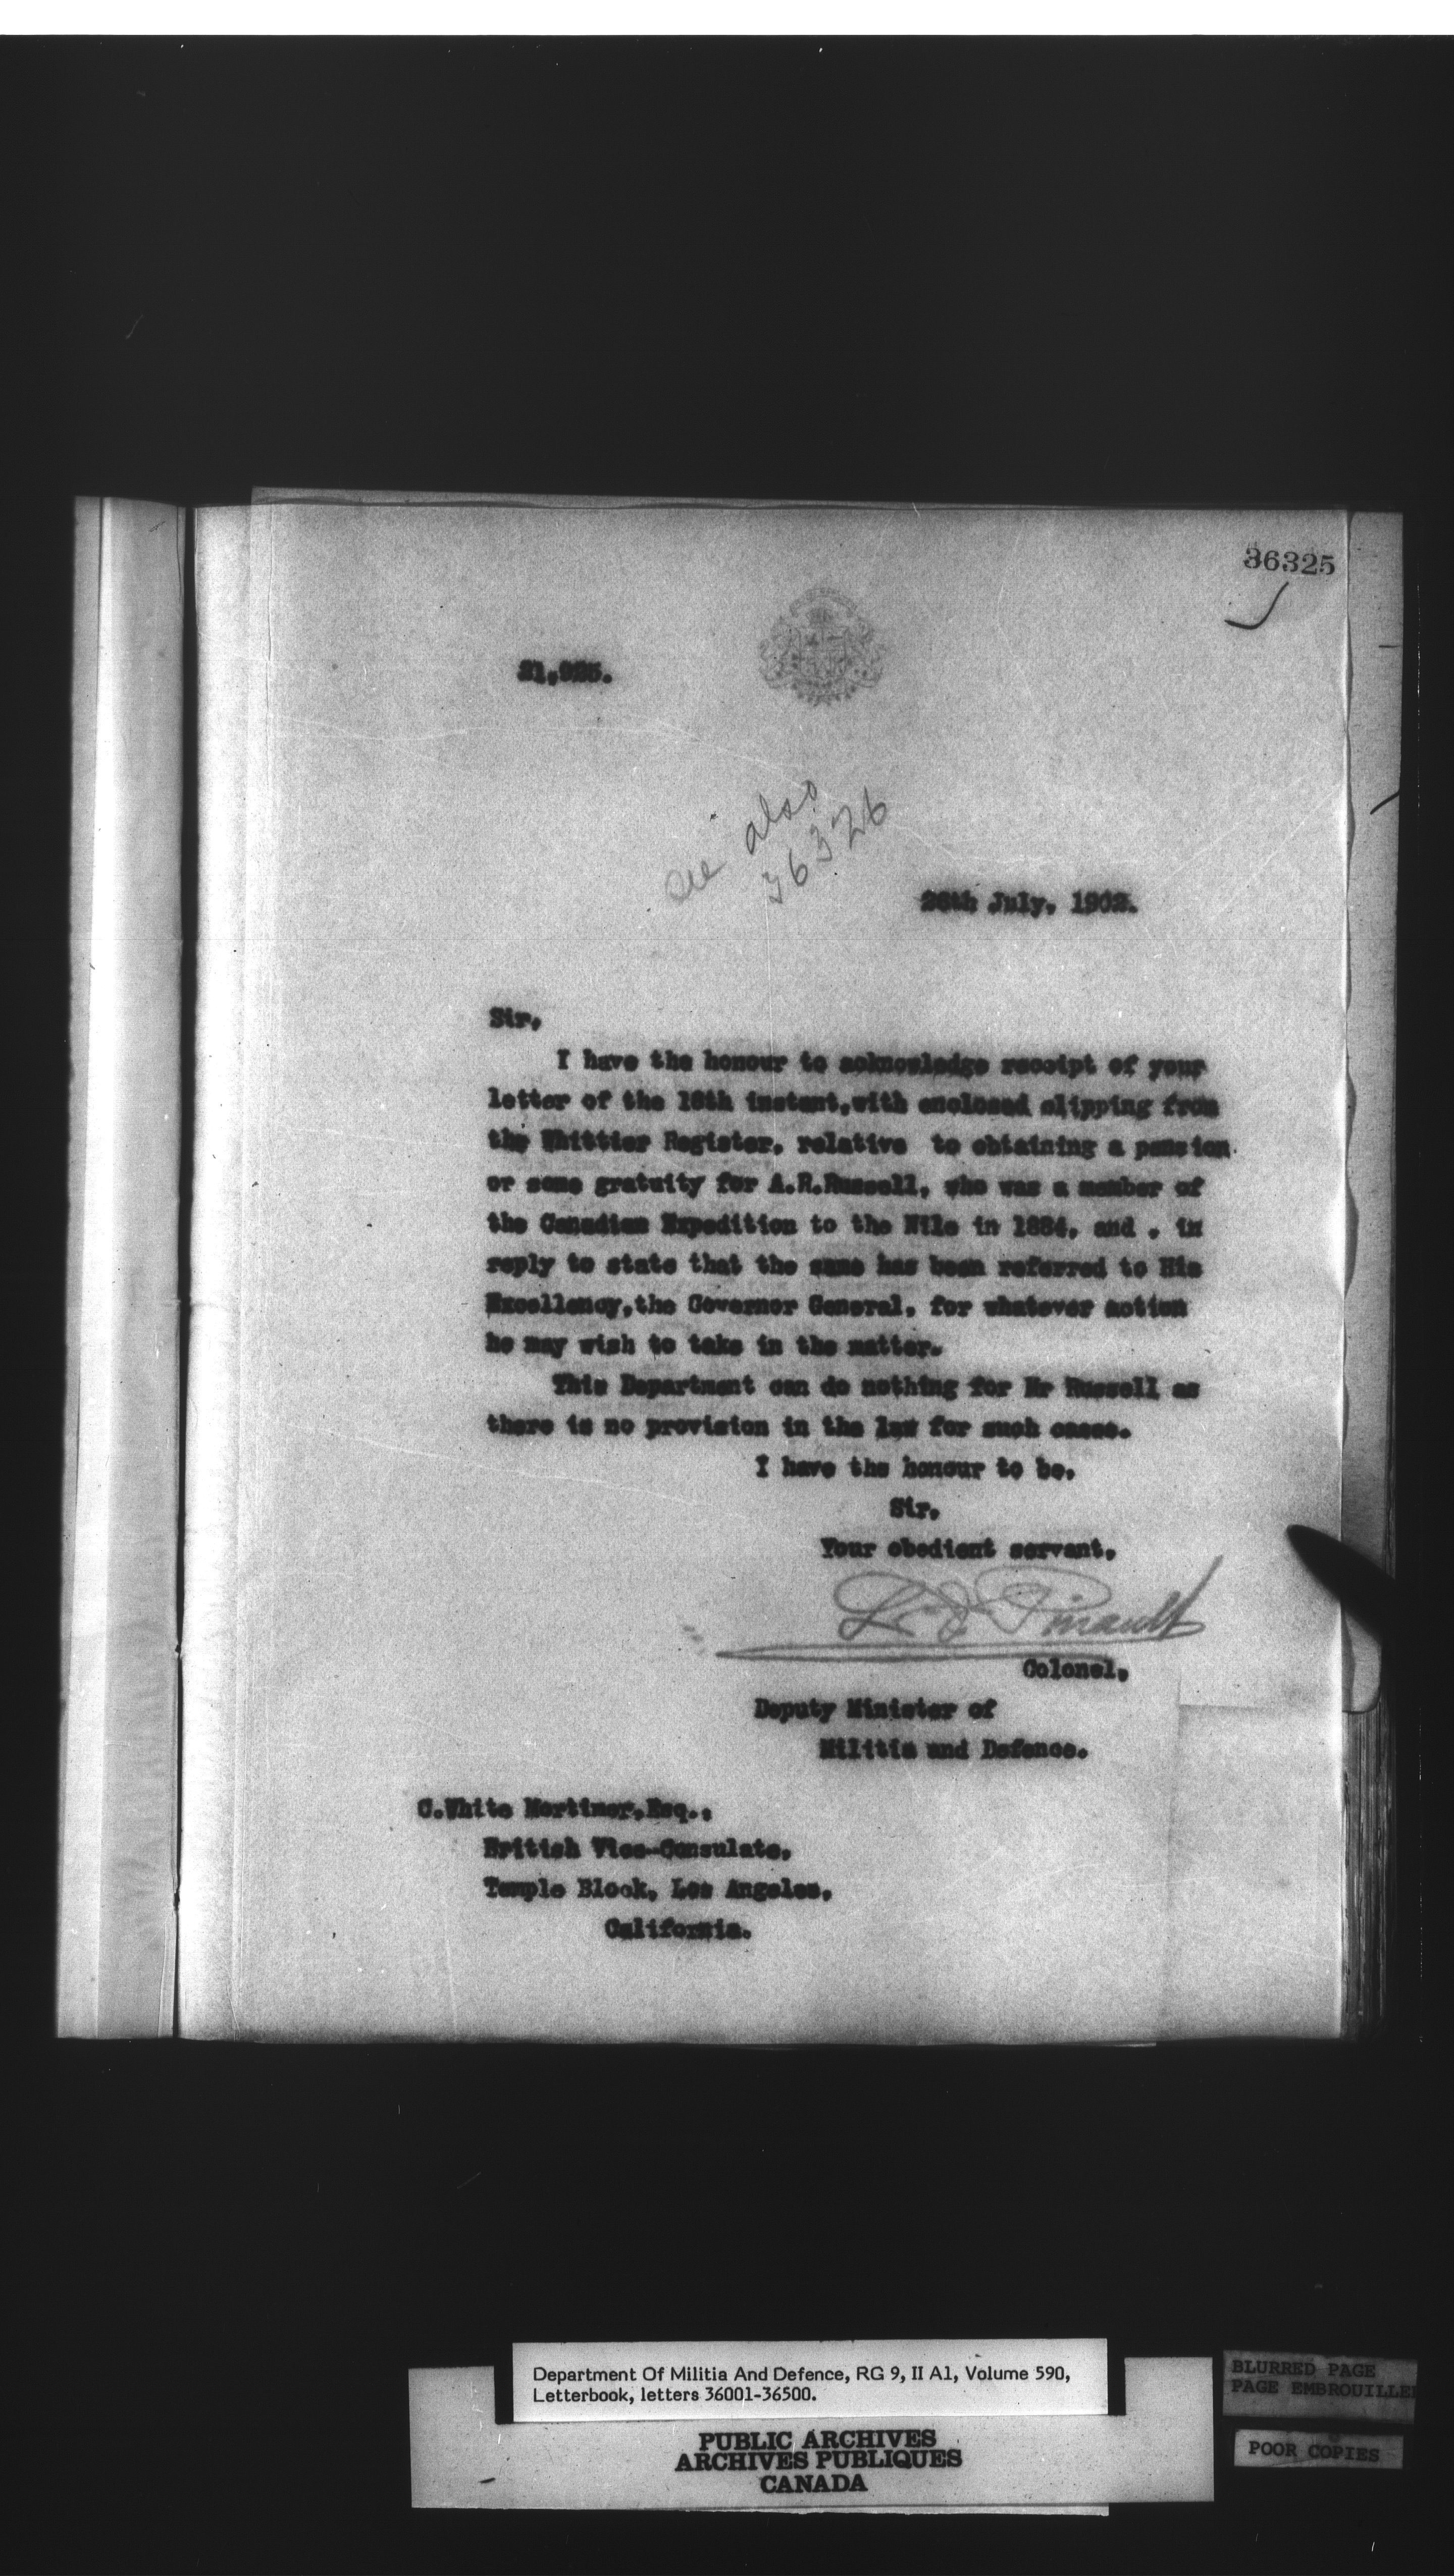 36325
21,925.
see also
36326
26th July, 1902.
Sir,
I have the honour to acknowledge receipt of your
letter of the 18th instant,with enclosed clipping from
the Whittier Register, relative to obtaining a pension
or some gratuity for A.R.Russell, who was a member of
the Canadian Expedition to the Nile in 1884, and , in
reply to state that the same has been referred to His
Excellency,the Governor General, for whatever action
he may wish to take in the matter.
This Department can do nothing for Mr Russell as
there is no provision in the law for such cases.
I have the honour to be,
Sir,
Your obedient servant,
L. F. Pinault
Colonel,
Deputy Minister of
Militia and Defence.
C.White Mortimer,Esq.,
British Vice-Consulate,
Temple Block, Los Angeles,
California.
Department Of Militia And Defence, RG 9, II A1, Volume 590,
Letterbook, letters 36001-36500.
PUBLIC ARCHIVES
ARCHIVES PUBLIQUES
CANADA
BLURRED PAGE
PAGE EMBROUILLE
POOR COPIES